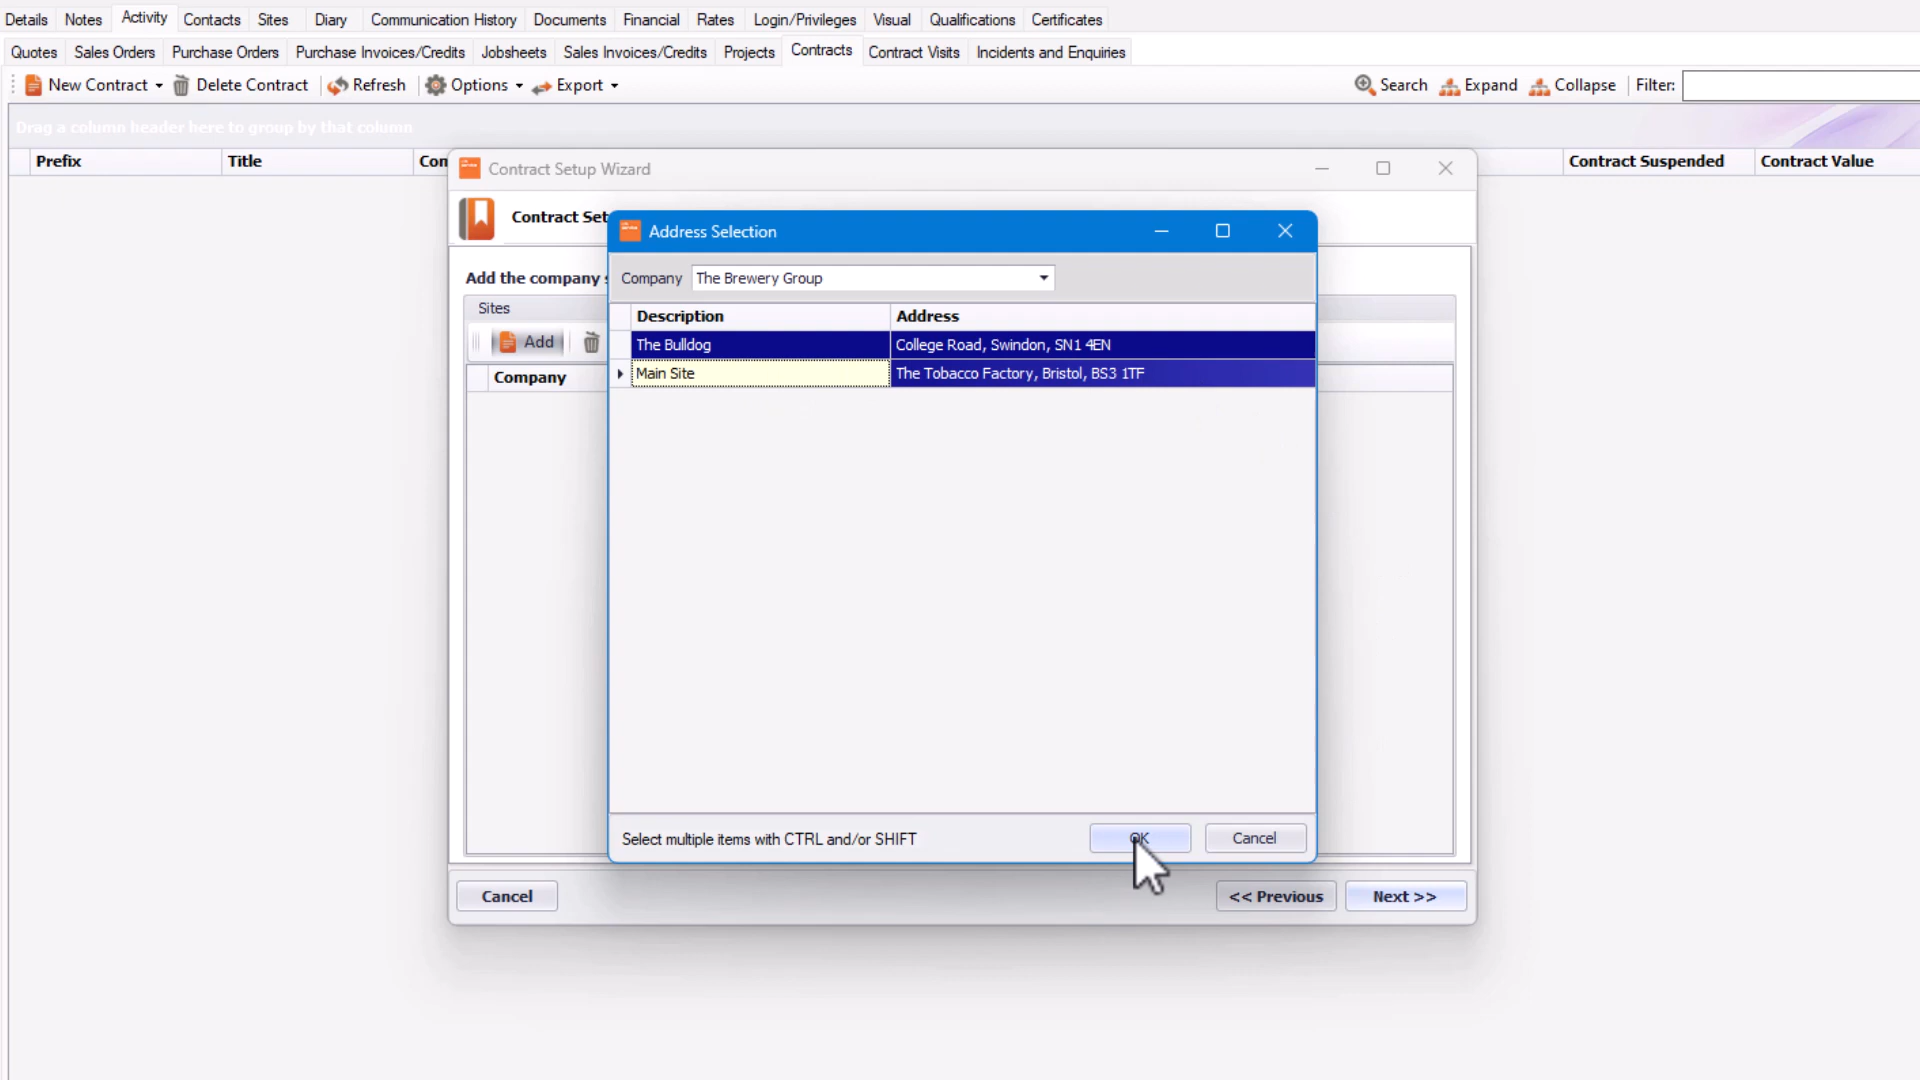 Details Notes Activity Contacts Sites Diary Communication History Documents Financial Rates Login/Privileges Visual Qualifications Certificates
Quotes Sales Orders Purchase Orders Purchase Invoices/Credits Jobsheets Sales Invoices/Credits Projects Contracts Contract Visits Incidents and Enquiries
New Contract Delete Contract Refresh Options Export Search Expand Collapse Filter:
Drag a column header here to group by that column
Prefix Title Con Contract Suspended Contract Value
Contract Setup Wizard
Contract Set
Address Selection
Add the company s
Company The Brewery Group
Sites
Description Address
Add
The Bulldog College Road, Swindon, SN1 4EN
Company
Main Site The Tobacco Factory, Bristol, BS3 1TF
Select multiple items with CTRL and/or SHIFT OK Cancel
Cancel << Previous Next >>